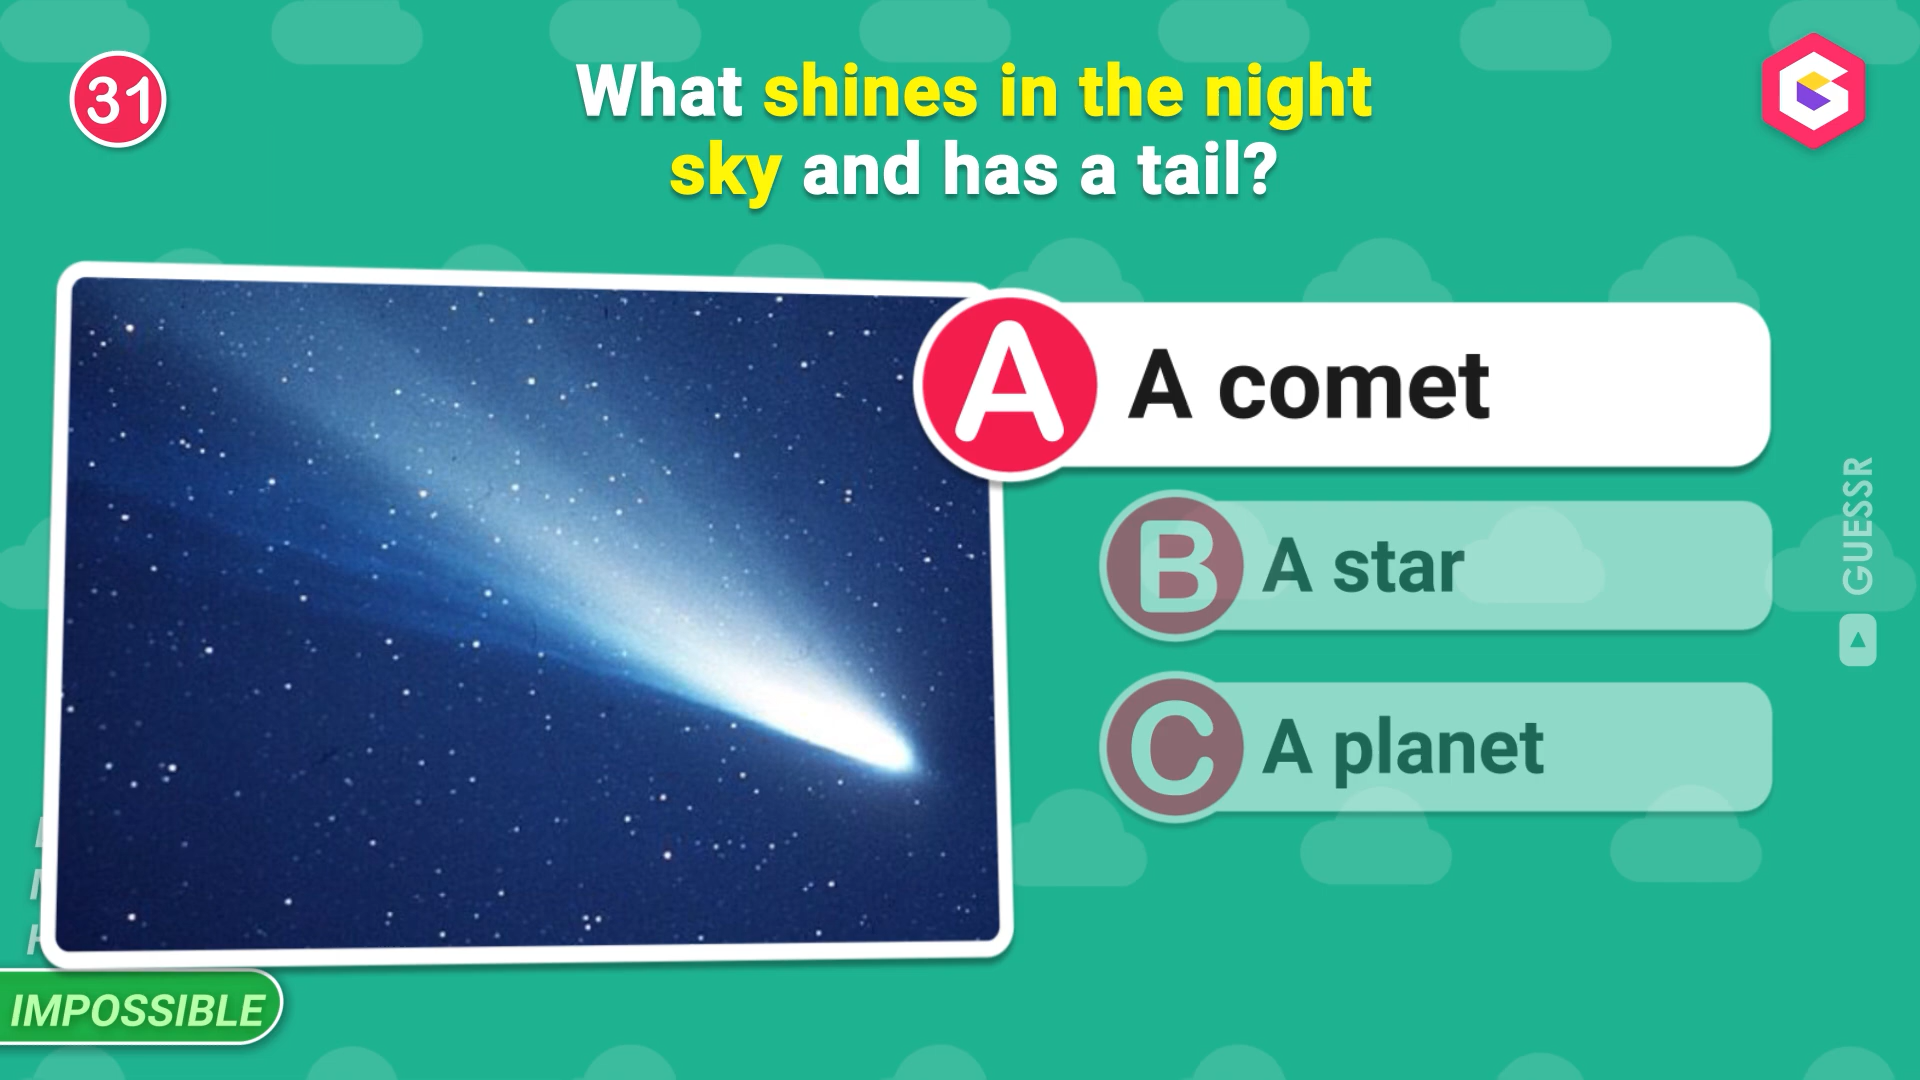 31
What shines in the night
sky and has a tail?
A
A comet
B
A star
C
A planet
GUESSR
IMPOSSIBLE